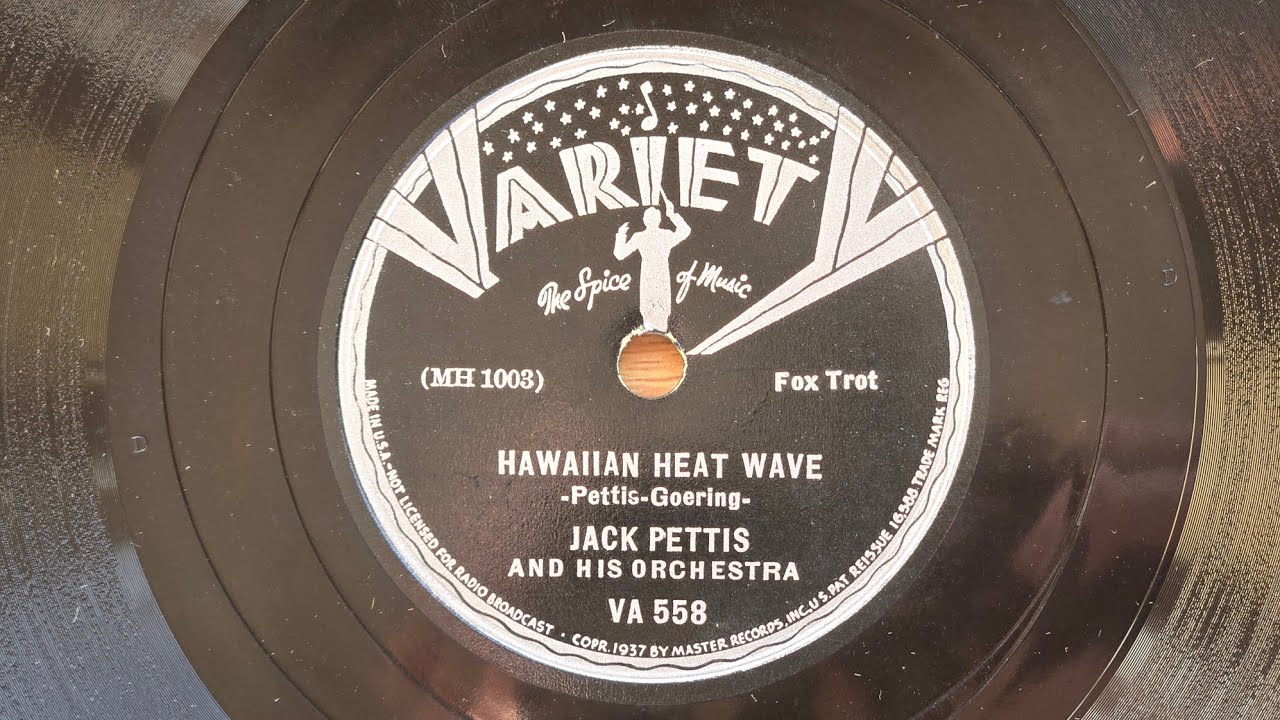 VARIETY
The Spice of Music
(MH 1003)
Fox Trot
HAWAIIAN HEAT WAVE
-Pettis-Goering-
JACK PETTIS
AND HIS ORCHESTRA
VA 558
MADE IN U.S.A.-NOT LICENSED FOR RADIO BROADCAST · COPR. 1937 BY MASTER RECORDS, INC., U.S. PAT REISSUE 16,588 TRADE MARK REG
D
D